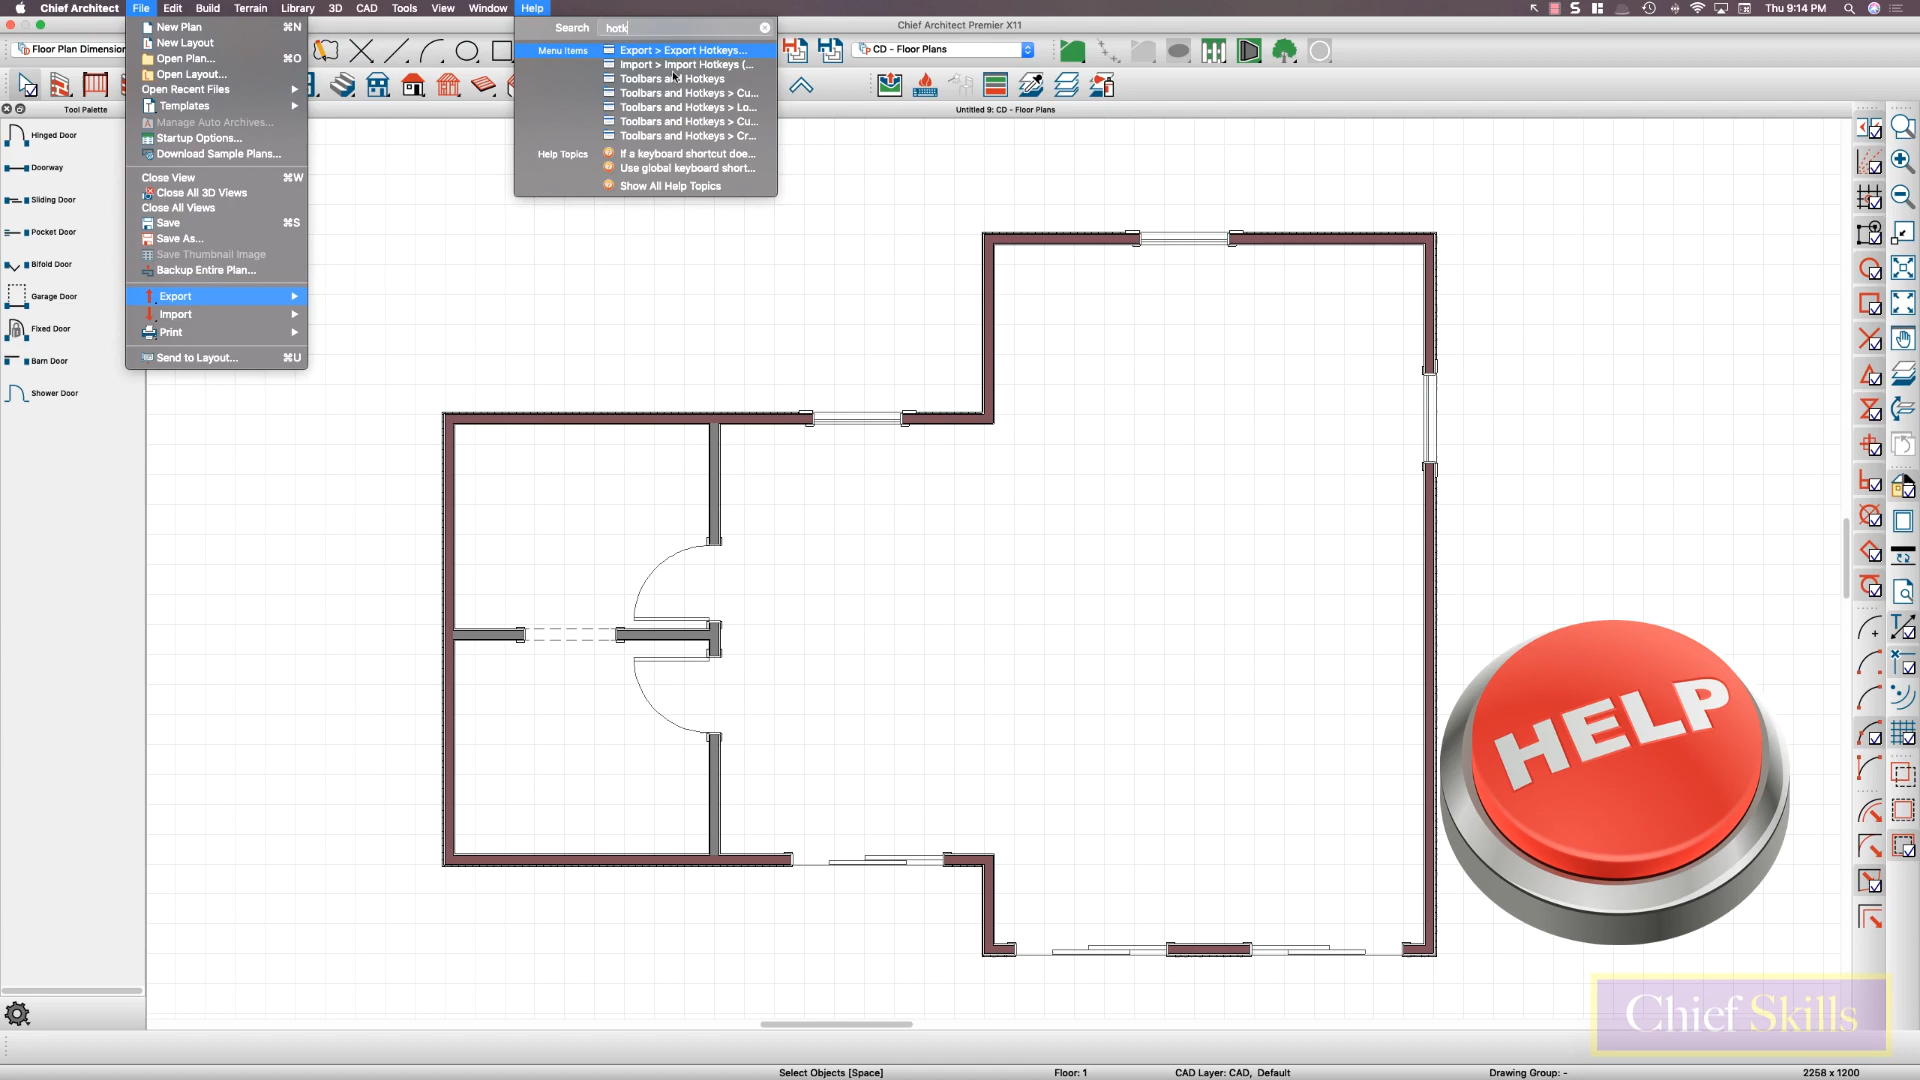 Chief Architect File Edit Build Terrain Library 3D CAD Tools View Window Help Thu 9:14 PM
Chief Architect Premier X11
Floor Plan Dimension
CD - Floor Plans
Untitled 9: CD - Floor Plans
Tool Palette
Hinged Door
Doorway
Sliding Door
Pocket Door
Bifold Door
Garage Door
Fixed Door
Barn Door
Shower Door
New Plan ⌘N
New Layout
Open Plan... ⌘O
Open Layout...
Open Recent Files
Templates
Manage Auto Archives...
Startup Options...
Download Sample Plans...
Close View ⌘W
Close All 3D Views
Close All Views
Save ⌘S
Save As...
Save Thumbnail Image
Backup Entire Plan...
Export
Import
Print
Send to Layout... ⌘U
Search hotk
Menu Items Export > Export Hotkeys...
Import > Import Hotkeys (...
Toolbars and Hotkeys
Toolbars and Hotkeys > Cu...
Toolbars and Hotkeys > Lo...
Toolbars and Hotkeys > Cu...
Toolbars and Hotkeys > Cr...
Help Topics If a keyboard shortcut doe...
Use global keyboard short...
Show All Help Topics
HELP
Chief Skills
Select Objects [Space] Floor: 1 CAD Layer: CAD, Default Drawing Group: - 2258 x 1200